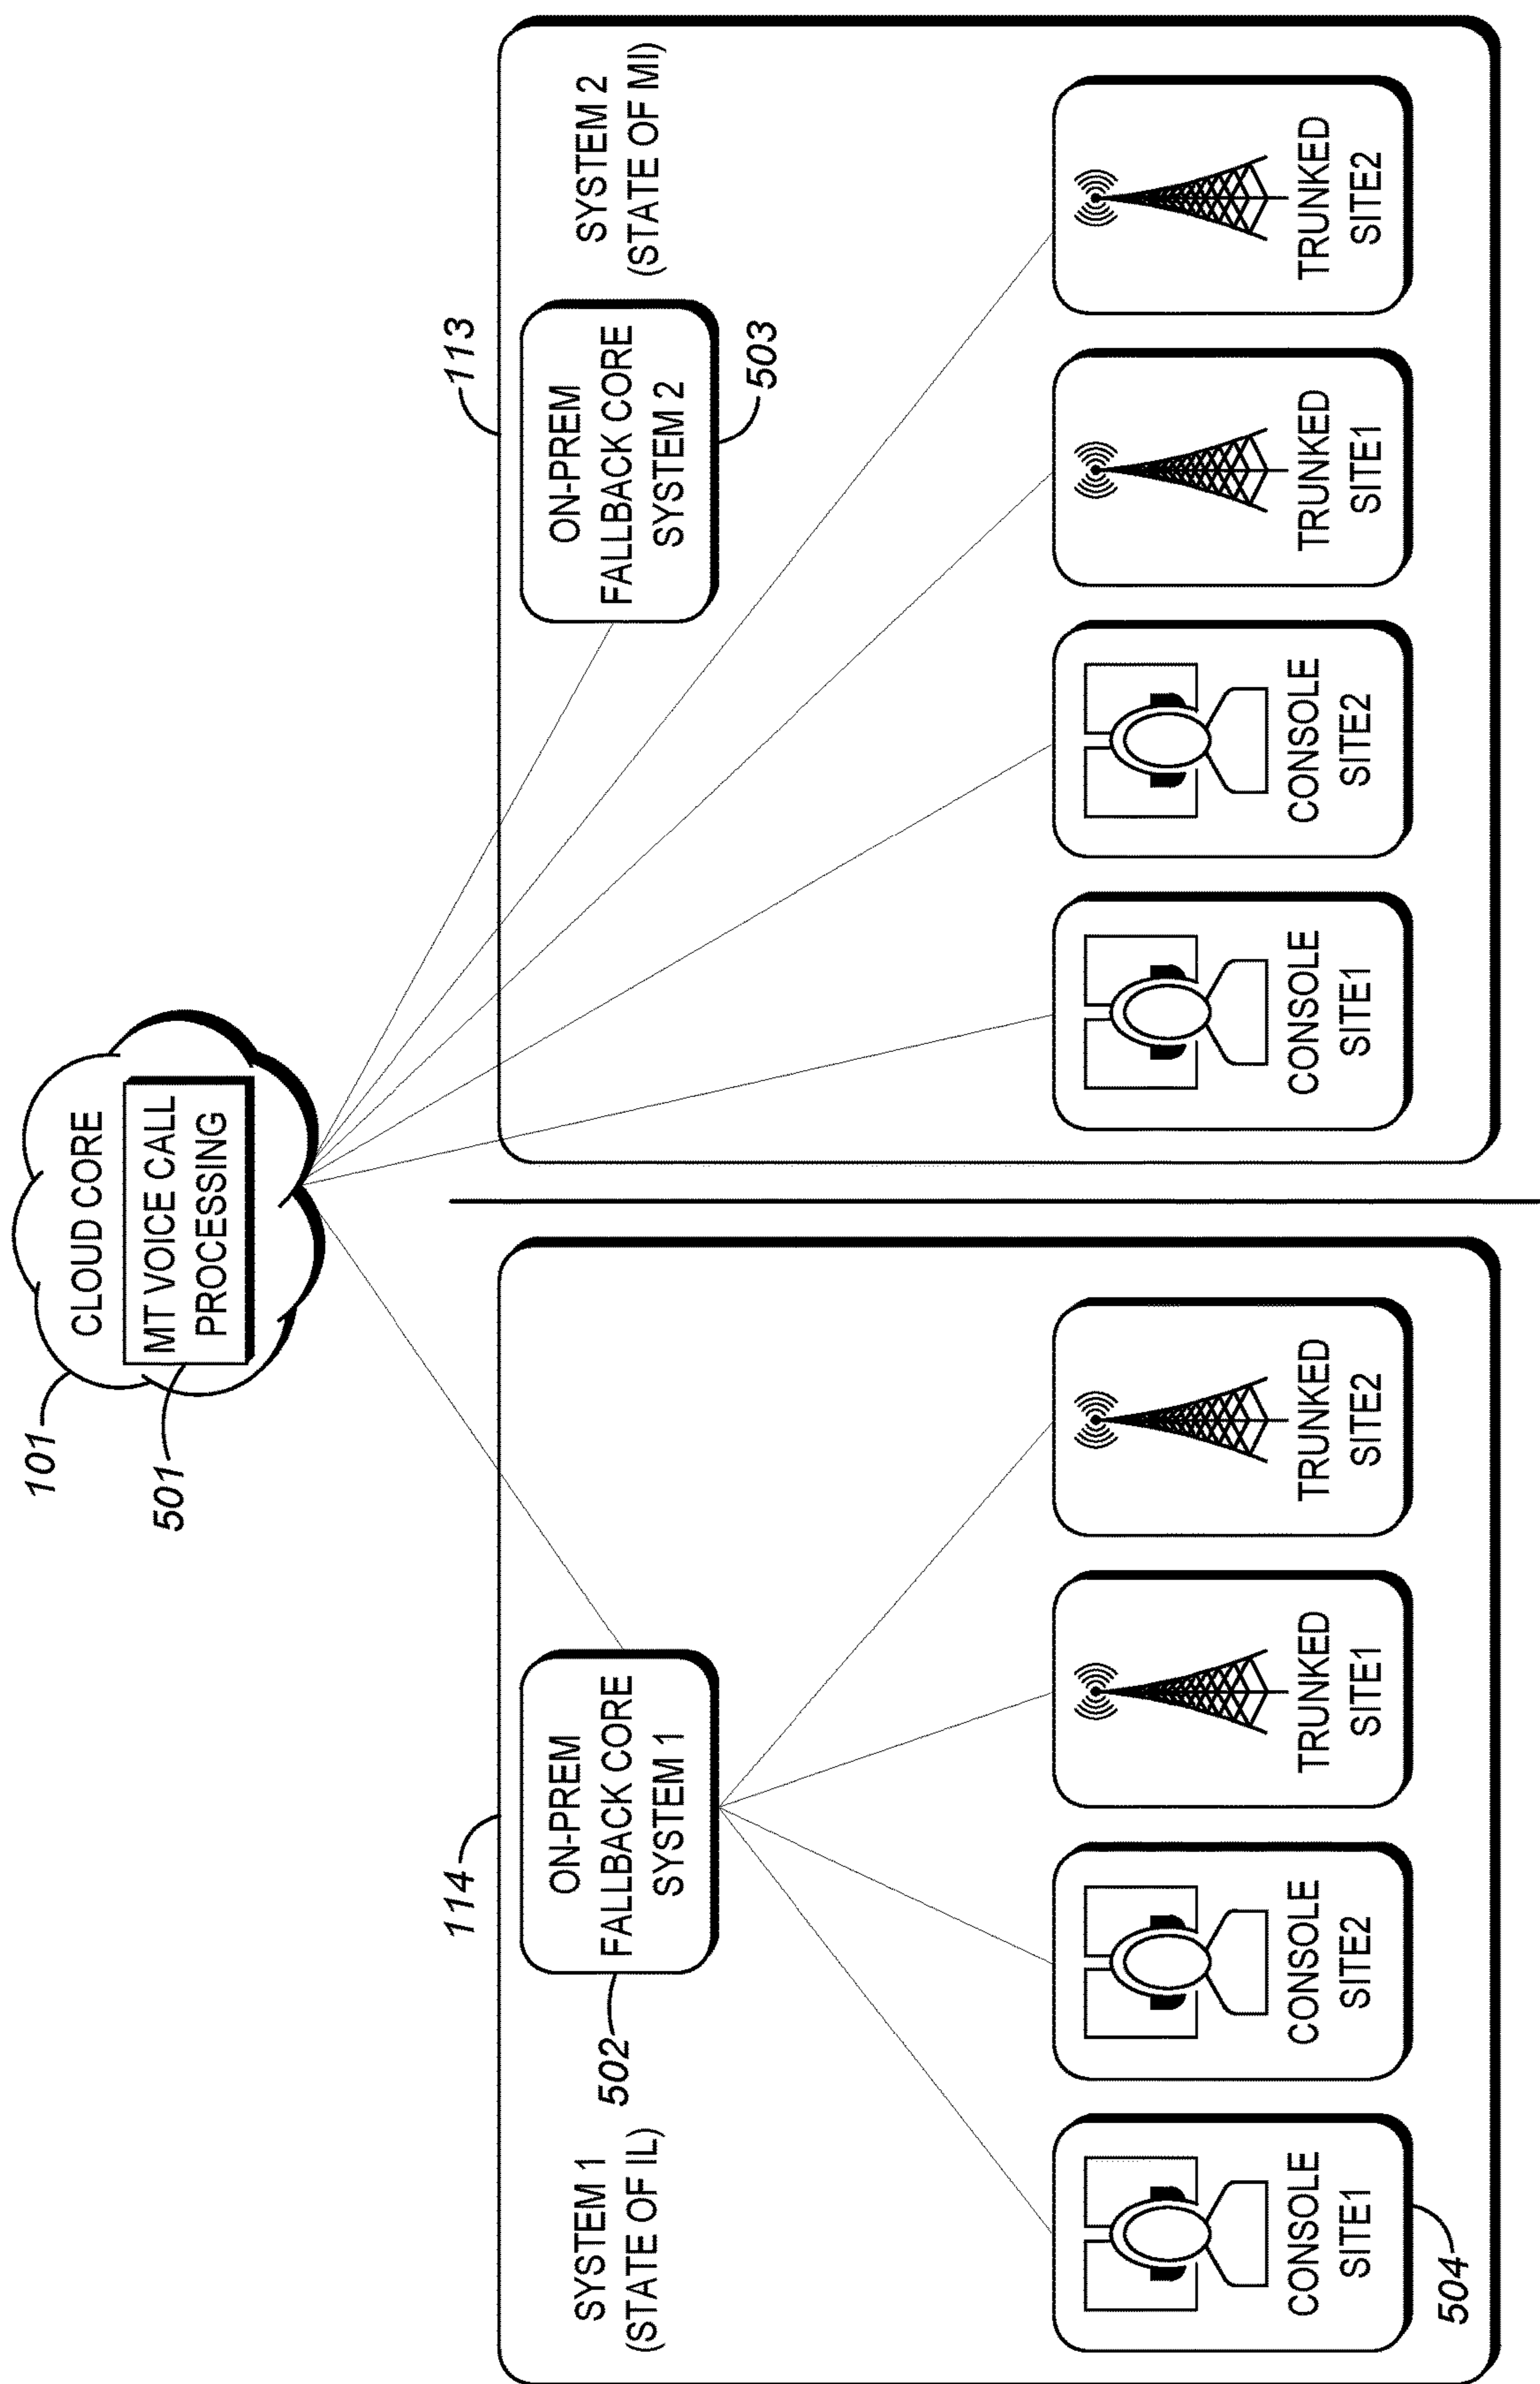 101
CLOUD CORE
501
MT VOICE CALL
PROCESSING
114
SYSTEM 1
(STATE OF IL)
502
ON-PREM
FALLBACK CORE
SYSTEM 1
CONSOLE
SITE1
504
CONSOLE
SITE2
TRUNKED
SITE1
TRUNKED
SITE2
113
ON-PREM
FALLBACK CORE
SYSTEM 2
503
SYSTEM 2
(STATE OF MI)
CONSOLE
SITE1
CONSOLE
SITE2
TRUNKED
SITE1
TRUNKED
SITE2